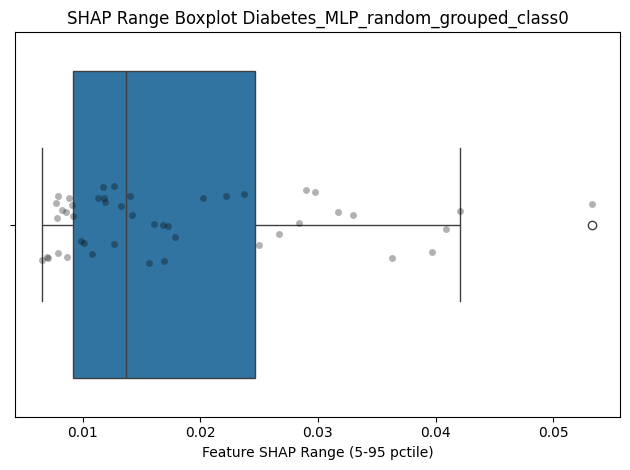 SHAP Range Boxplot Diabetes_MLP_random_grouped_class0
0.01 0.02 0.03 0.04 0.05
Feature SHAP Range (5-95 pctile)